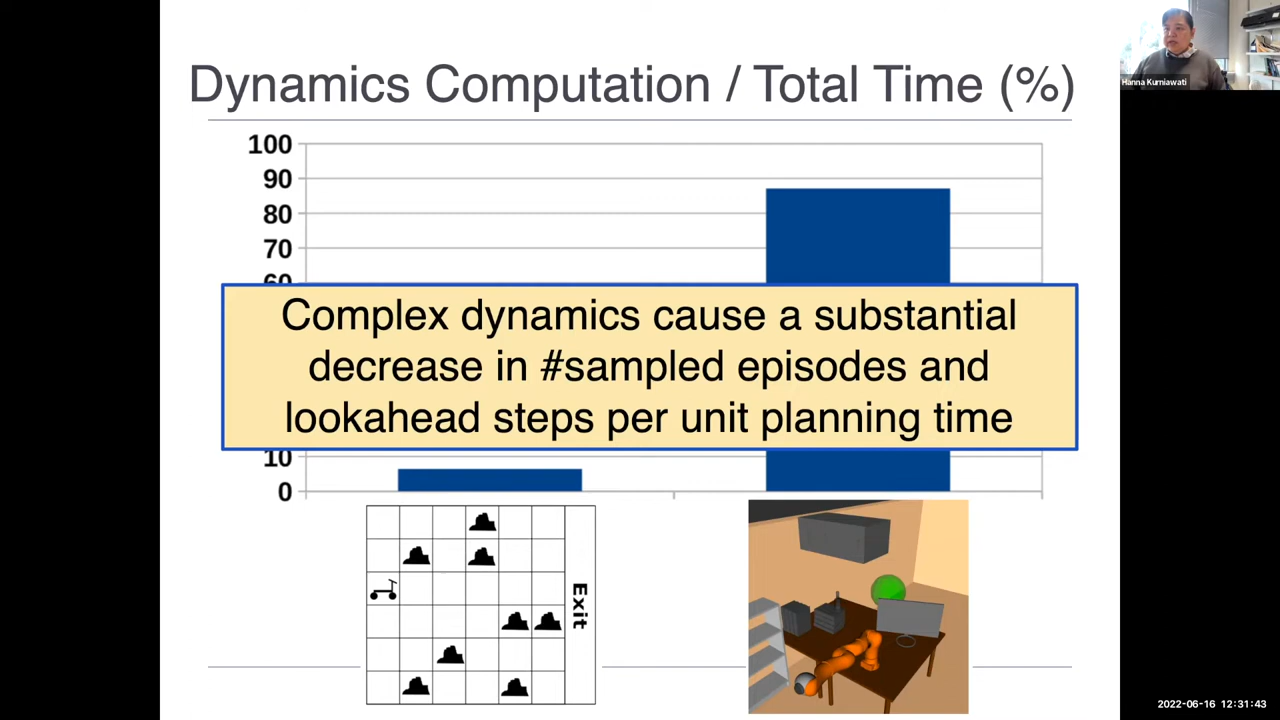 Dynamics Computation / Total Time (%)
Hanna Kurniawati
100
90
80
70
60
Complex dynamics cause a substantial
decrease in #sampled episodes and
lookahead steps per unit planning time
10
0
Exit
2022-06-16 12:31:43